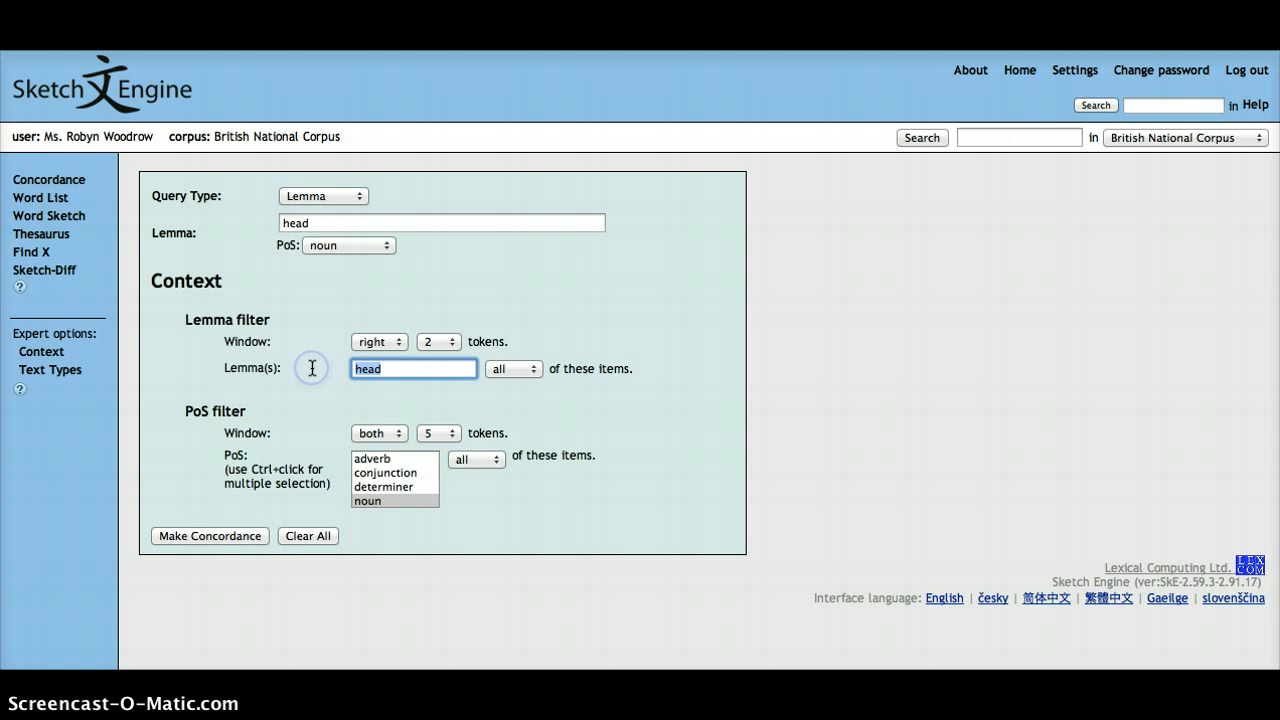 Sketch 文 Engine
About Home Settings Change password Log out
Search in Help
user: Ms. Robyn Woodrow corpus: British National Corpus
Search in British National Corpus
Concordance
Word List
Word Sketch
Thesaurus
Find X
Sketch-Diff
?
Expert options:
Context
Text Types
?
Query Type: Lemma
Lemma: head
PoS: noun
Context
Lemma filter
Window: right 2 tokens.
Lemma(s): head all of these items.
PoS filter
Window: both 5 tokens.
PoS: all of these items.
(use Ctrl+click for
multiple selection)
adverb
conjunction
determiner
noun
Make Concordance Clear All
Lexical Computing Ltd. LEX
COM
Sketch Engine (ver:SkE-2.59.3-2.91.17)
Interface language: English | česky | 简体中文 | 繁體中文 | Gaeilge | slovenščina
Screencast-O-Matic.com